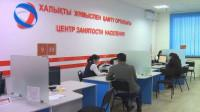 ХАЛЫҚТЫ ЖҰМЫСПЕН ҚАМТУ ОРТАЛЫҒЫ
ЦЕНТР ЗАНЯТОСТИ НАСЕЛЕНИЯ